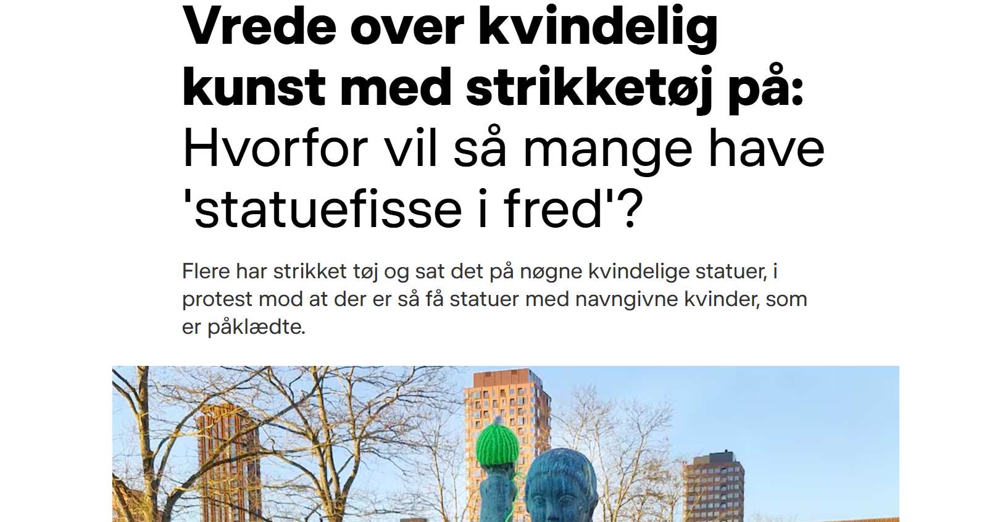 Vrede over kvindelig
kunst med strikketøj på:
Hvorfor vil så mange have
'statuefisse i fred'?
Flere har strikket tøj og sat det på nøgne kvindelige statuer, i
protest mod at der er så få statuer med navngivne kvinder, som
er påklædte.